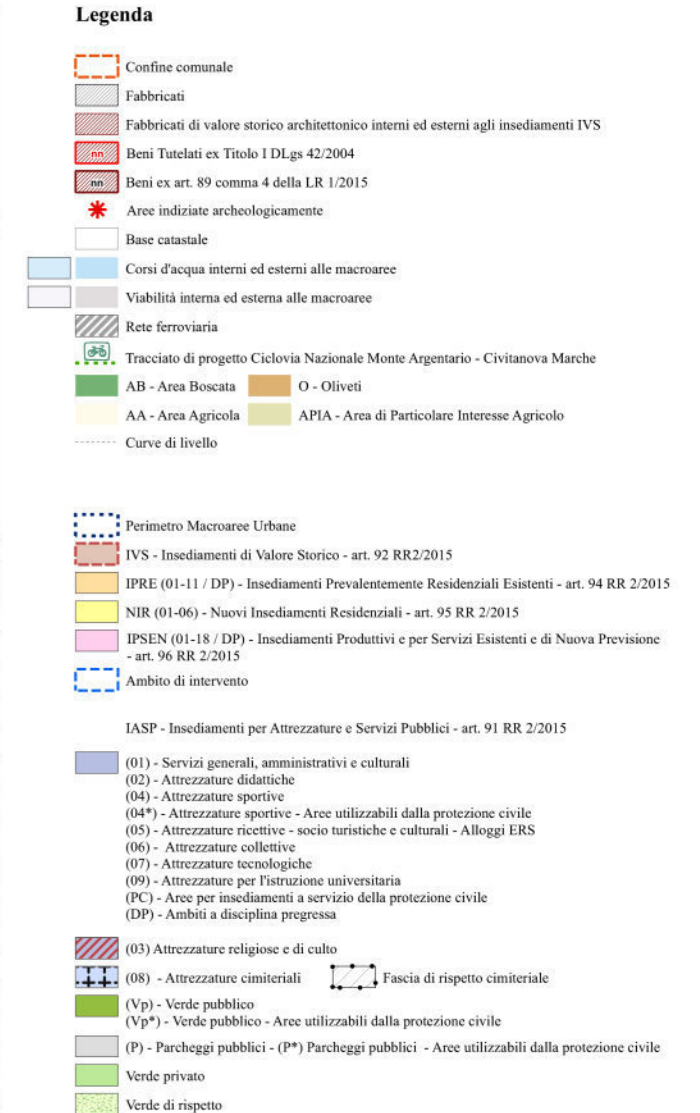 Legenda
Confine comunale
Fabbricati
Fabbricati di valore storico architettonico interni ed esterni agli insediamenti IVS
nn Beni Tutelati ex Titolo I DLgs 42/2004
nn Beni ex art. 89 comma 4 della LR 1/2015
Aree indiziate archeologicamente
Base catastale
Corsi d'acqua interni ed esterni alle macroaree
Viabilità interna ed esterna alle macroaree
Rete ferroviaria
Tracciato di progetto Ciclovia Nazionale Monte Argentario - Civitanova Marche
AB - Area Boscata O - Oliveti
AA - Area Agricola APIA - Area di Particolare Interesse Agricolo
Curve di livello
Perimetro Macroaree Urbane
IVS - Insediamenti di Valore Storico - art. 92 RR2/2015
IPRE (01-11 / DP) - Insediamenti Prevalentemente Residenziali Esistenti - art. 94 RR 2/2015
NIR (01-06) - Nuovi Insediamenti Residenziali - art. 95 RR 2/2015
IPSEN (01-18 / DP) - Insediamenti Produttivi e per Servizi Esistenti e di Nuova Previsione
- art. 96 RR 2/2015
Ambito di intervento
IASP - Insediamenti per Attrezzature e Servizi Pubblici - art. 91 RR 2/2015
(01) - Servizi generali, amministrativi e culturali
(02) - Attrezzature didattiche
(04) - Attrezzature sportive
(04*) - Attrezzature sportive - Aree utilizzabili dalla protezione civile
(05) - Attrezzature ricettive - socio turistiche e culturali - Alloggi ERS
(06) - Attrezzature collettive
(07) - Attrezzature tecnologiche
(09) - Attrezzature per l'istruzione universitaria
(PC) - Aree per insediamenti a servizio della protezione civile
(DP) - Ambiti a disciplina pregressa
(03) Attrezzature religiose e di culto
(08) - Attrezzature cimiteriali Fascia di rispetto cimiteriale
(Vp) - Verde pubblico
(Vp*) - Verde pubblico - Aree utilizzabili dalla protezione civile
(P) - Parcheggi pubblici - (P*) Parcheggi pubblici - Aree utilizzabili dalla protezione civile
Verde privato
Verde di rispetto